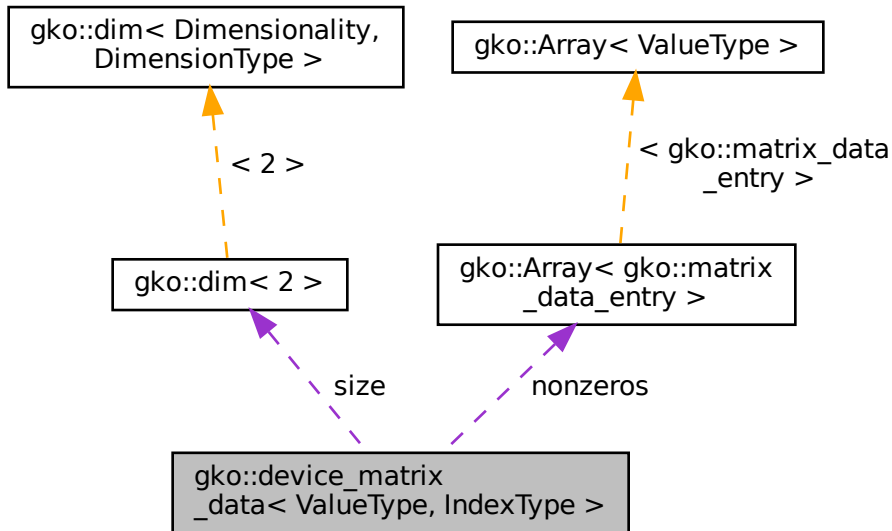 gko::dim< Dimensionality,
DimensionType >
gko::Array< ValueType >
< 2 >
< gko::matrix_data
_entry >
gko::dim< 2 >
gko::Array< gko::matrix
_data_entry >
size
nonzeros
gko::device_matrix
_data< ValueType, IndexType >